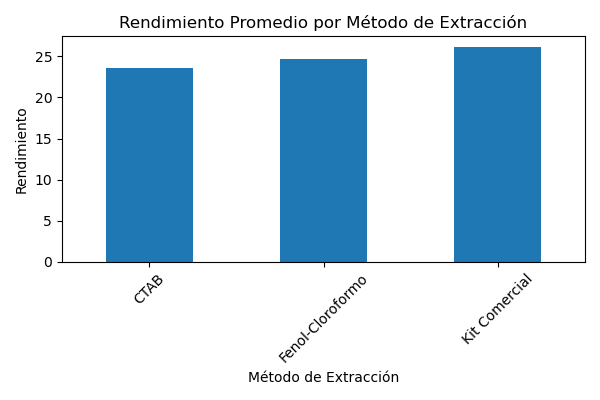 Rendimiento Promedio por Método de Extracción
25
20
15
10
5
0
Rendimiento
CTAB
Fenol-Cloroformo
Kit Comercial
Método de Extracción